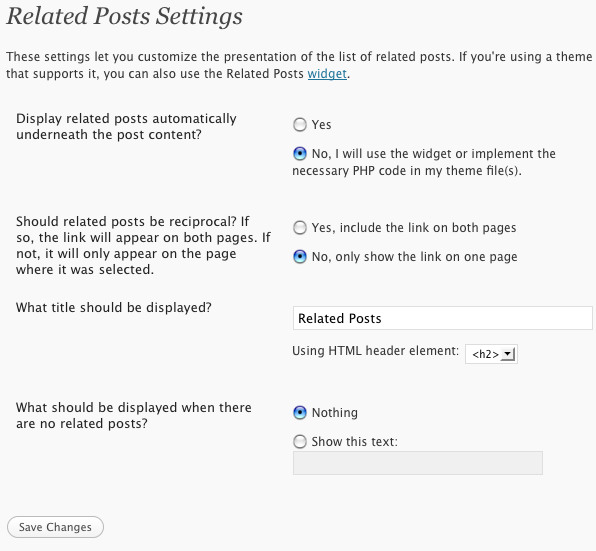 Related Posts Settings
These settings let you customize the presentation of the list of related posts. If you're using a theme
that supports it, you can also use the Related Posts widget.
Display related posts automatically
underneath the post content?
Yes
No, I will use the widget or implement the
necessary PHP code in my theme file(s).
Should related posts be reciprocal? If
so, the link will appear on both pages. If
not, it will only appear on the page
where it was selected.
Yes, include the link on both pages
No, only show the link on one page
What title should be displayed?
Related Posts
Using HTML header element: <h2>
What should be displayed when there
are no related posts?
Nothing
Show this text:
Save Changes